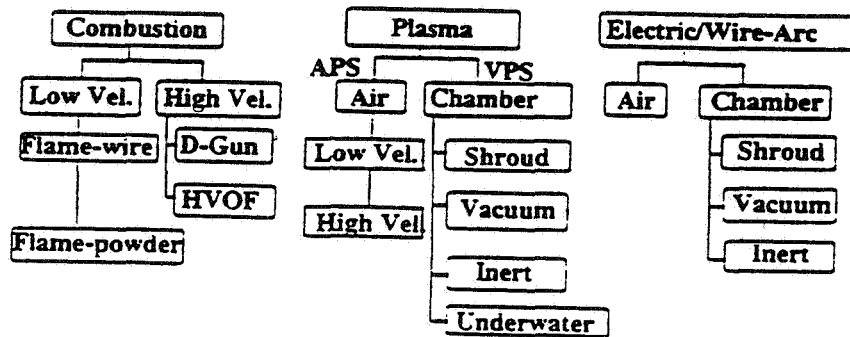 Combustion
Plasma
Electric/Wire-Arc
APS
VPS
Low Vel.
High Vel.
Air
Chamber
Air
Chamber
Flame-wire
D-Gun
Low Vel.
Shroud
Shroud
HVOF
High Vel.
Vacuum
Vacuum
Flame-powder
Inert
Inert
Underwater